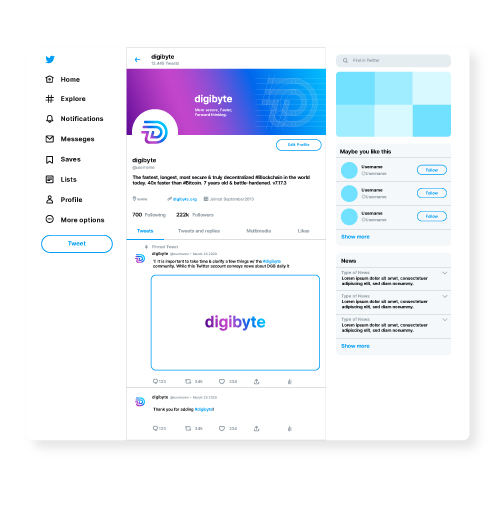 Home
Explore
Notifications
Messeges
Saves
Lists
Profile
More options
Tweet
digibyte
12.445 Tweets
digibyte
More secure, Faster,
Forward thinking.
Edit Profile
digibyte
@username
The fastest, longest, most secure & truly decentralized #Blockchain in the world
today. 40x faster than #Bitcoin. 7 years old & battle-hardened. v7.17.3
digibyte.org
Joined September 2013
700 Following 222k Followers
Tweets Tweets and replies Multimedia Likes
Pinned Tweet
digibyte @username • March 23 2020
1\ It is important to take time & clarify a few things w/ the #digibyte
community. While this Twitter account conveys news about DGB daily it
digibyte
123 346 234
digibyte @username • March 23 2020
Thank you for adding #digibyte!
123 346 234
Find in Twitter
Maybe you like this
Username
@Username
Follow
Username
@Username
Follow
Username
@Username
Follow
Show more
News
Type of News
Lorem ipsum dolor sit amet, consectetuer
adipiscing elit, sed diam nonummy.
Type of News
Lorem ipsum dolor sit amet, consectetuer
adipiscing elit, sed diam nonummy.
Type of News
Lorem ipsum dolor sit amet, consectetuer
adipiscing elit, sed diam nonummy.
Show more